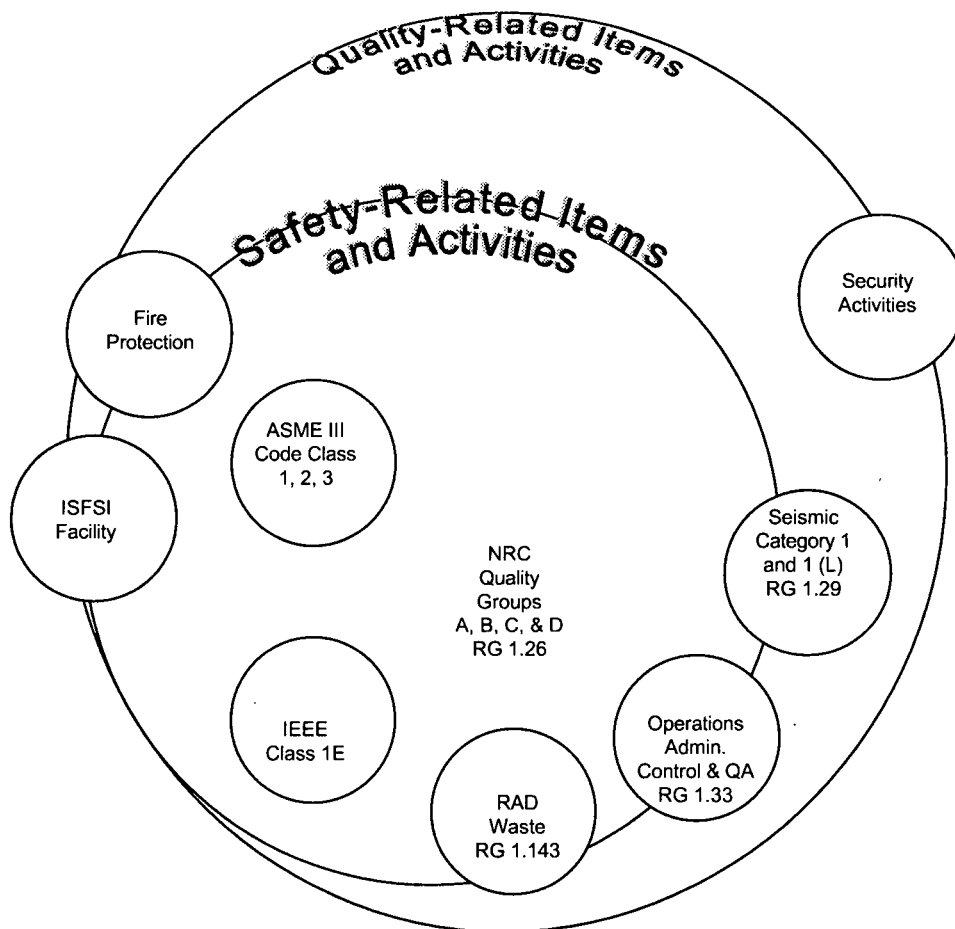 Quality-Related Items
and Activities
Safety-Related Items
and Activities
Security
Activities
Fire
Protection
ASME III
Code Class
1, 2, 3
ISFSI
Facility
Seismic
Category 1
and 1 (L)
RG 1.29
NRC
Quality
Groups
A, B, C, & D
RG 1.26
IEEE
Class 1E
Operations
Admin.
Control & QA
RG 1.33
RAD
Waste
RG 1.143